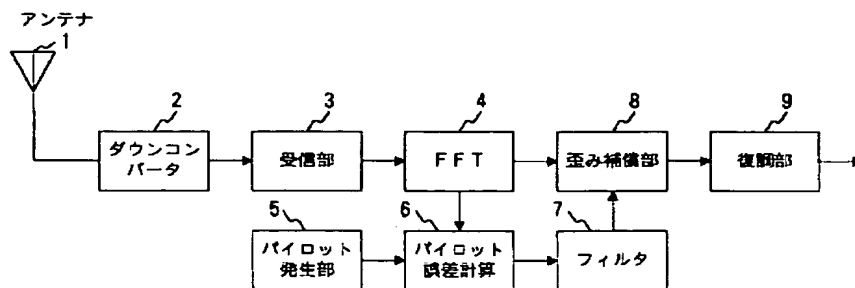 アンテナ
1
2
3
4
8
9
ダウンコン
バータ
受信部
FFT
歪み補償部
復調部
5
6
7
パイロット
発生部
パイロット
誤差計算
フィルタ